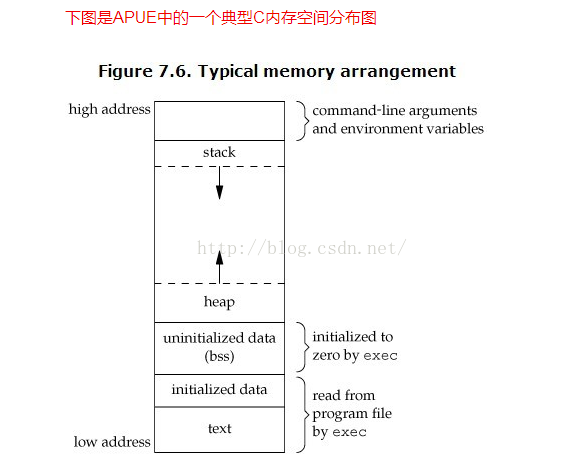 下图是APUE中的一个典型C内存空间分布图
Figure 7.6. Typical memory arrangement
high address
command-line arguments
and environment variables
stack
http://blog.csdn.net/
heap
uninitialized data
(bss)
initialized to
zero by exec
initialized data
read from
program file
by exec
text
low address